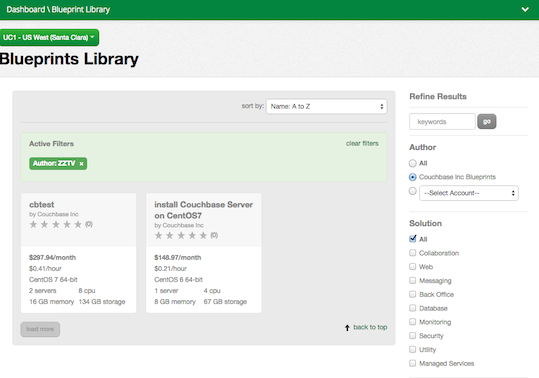 Dashboard \ Blueprint Library
UC1 - US West (Santa Clara)
Blueprints Library
sort by: Name: A to Z
Active Filters
clear filters
Author: ZZTV ×
cbtest
by Couchbase Inc
(0)
$297.94/month
$0.41/hour
CentOS 7 64-bit
2 servers 8 cpu
16 GB memory 134 GB storage
install Couchbase Server
on CentOS7
by Couchbase Inc
(0)
$148.97/month
$0.21/hour
CentOS 6 64-bit
1 server 4 cpu
8 GB memory 67 GB storage
load more
back to top
Refine Results
keywords go
Author
All
Couchbase Inc Blueprints
--Select Account--
Solution
All
Collaboration
Web
Messaging
Back Office
Database
Monitoring
Security
Utility
Managed Services